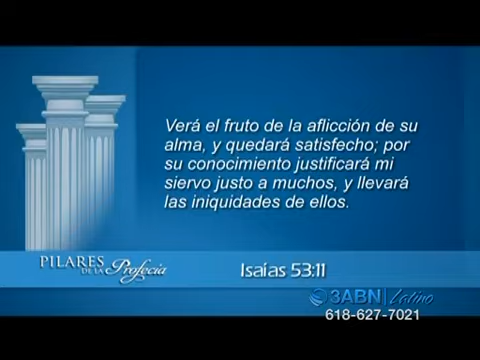 Verá el fruto de la aflicción de su
alma, y quedará satisfecho; por
su conocimiento justificará mi
siervo justo a muchos, y llevará
las iniquidades de ellos.
PILARES
DE LA Profecía
Isaías 53:11
3ABN Latino
618-627-7021